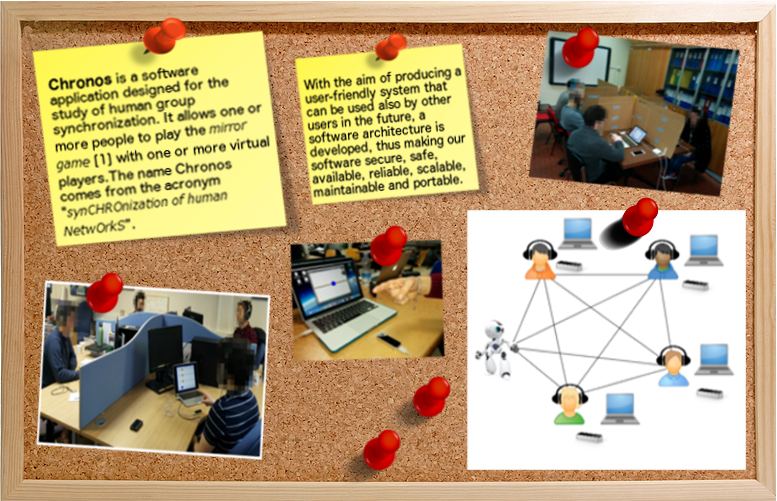 Chronos is a software
application designed for the
study of human group
synchronization. It allows one or
more people to play the mirror
game [1] with one or more virtual
players.The name Chronos
comes from the acronym
"synCHROnization of human
NetwOrkS".
With the aim of producing a
user-friendly system that
can be used also by other
users in the future, a
software architecture is
developed, thus making our
software secure, safe,
available, reliable, scalable,
maintainable and portable.